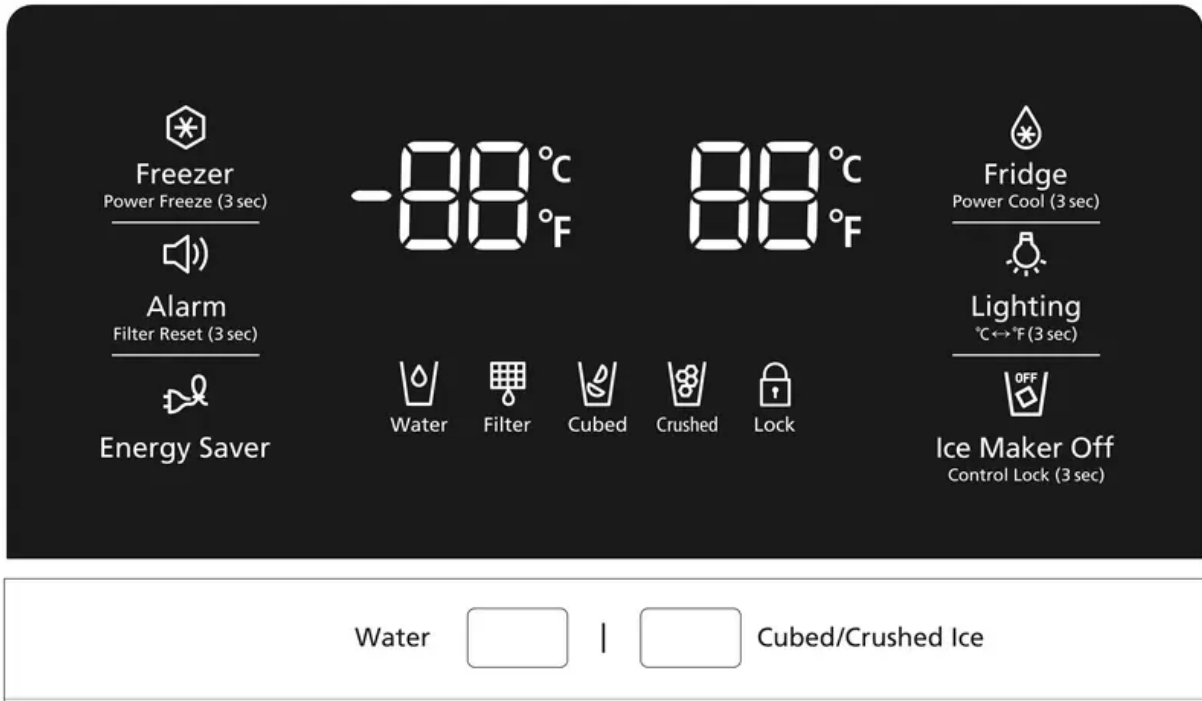 Freezer
Power Freeze (3 sec)
Alarm
Filter Reset (3 sec)
Energy Saver
-88 °C °F
88 °C °F
Water
Filter
Cubed
Crushed
Lock
Fridge
Power Cool (3 sec)
Lighting
°C↔°F (3 sec)
OFF
Ice Maker Off
Control Lock (3 sec)
Water | Cubed/Crushed Ice